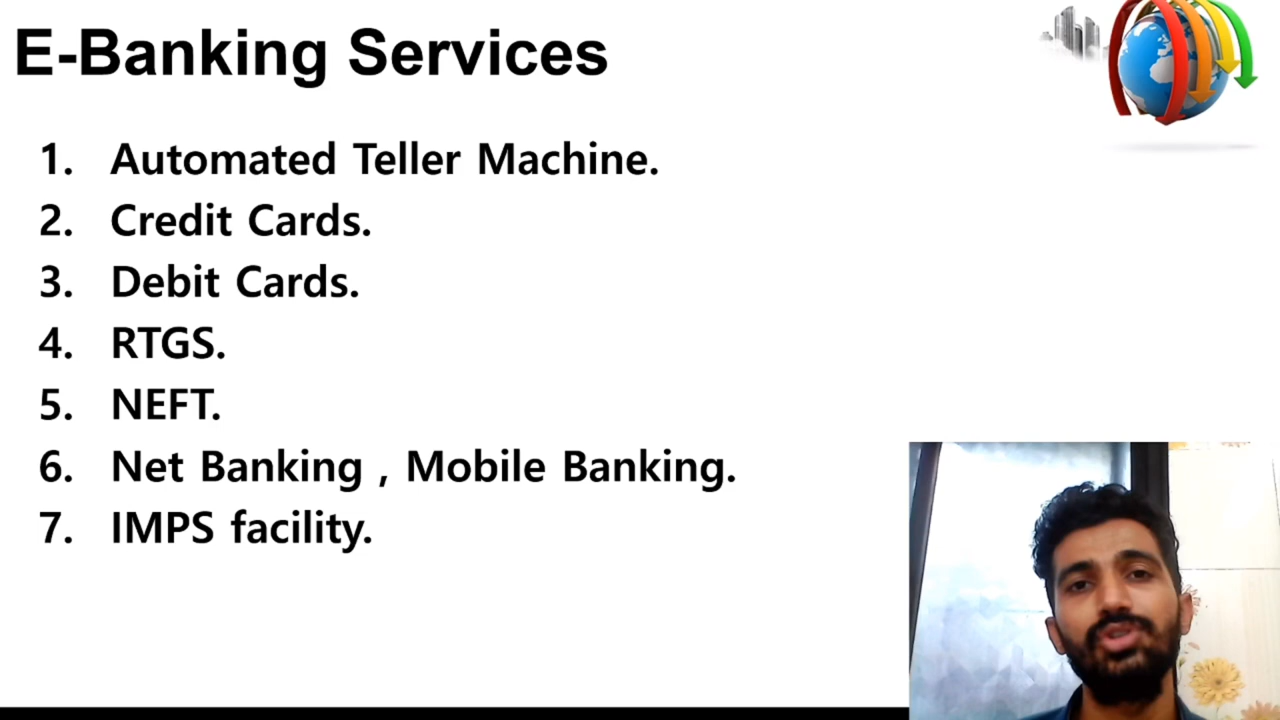 E-Banking Services
1. Automated Teller Machine.
2. Credit Cards.
3. Debit Cards.
4. RTGS.
5. NEFT.
6. Net Banking , Mobile Banking.
7. IMPS facility.